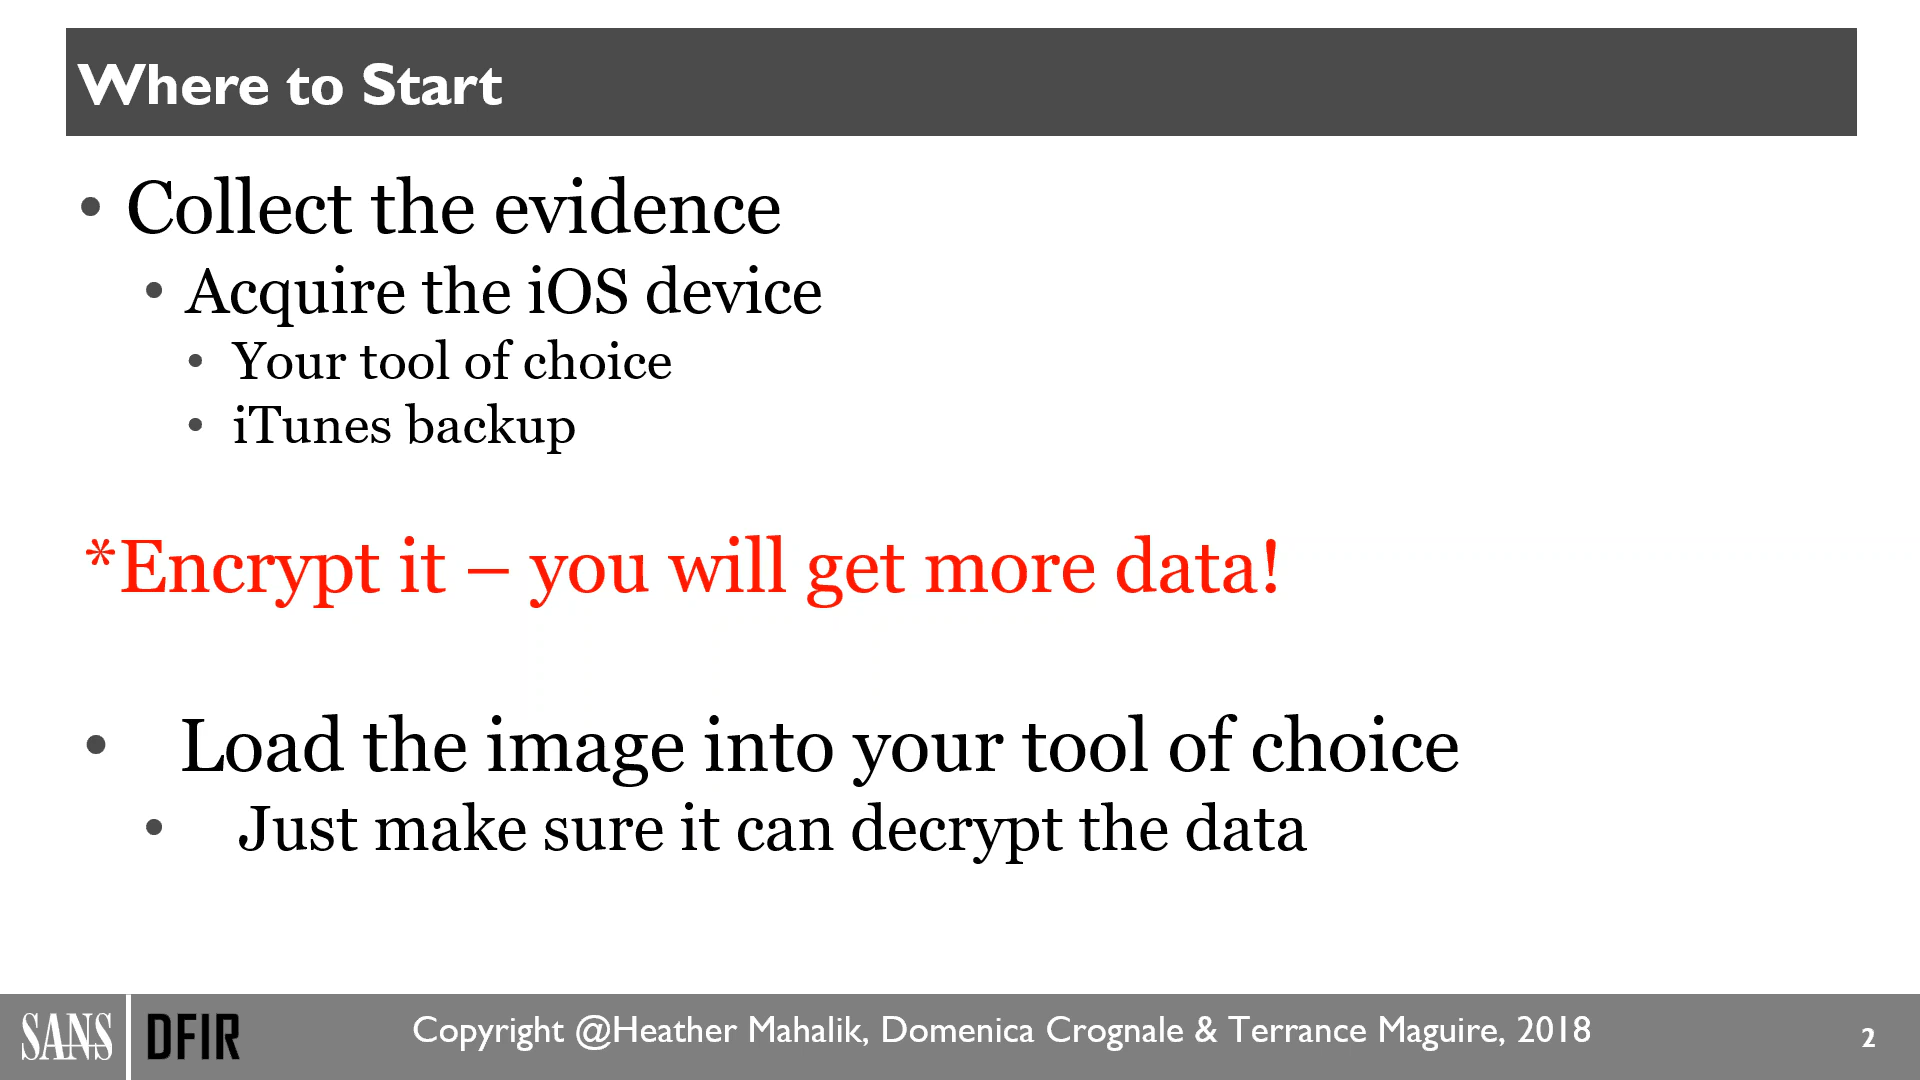 Where to Start
• Collect the evidence
• Acquire the iOS device
• Your tool of choice
• iTunes backup
*Encrypt it – you will get more data!
• Load the image into your tool of choice
• Just make sure it can decrypt the data
SANS DFIR
Copyright @Heather Mahalik, Domenica Crognale & Terrance Maguire, 2018
2